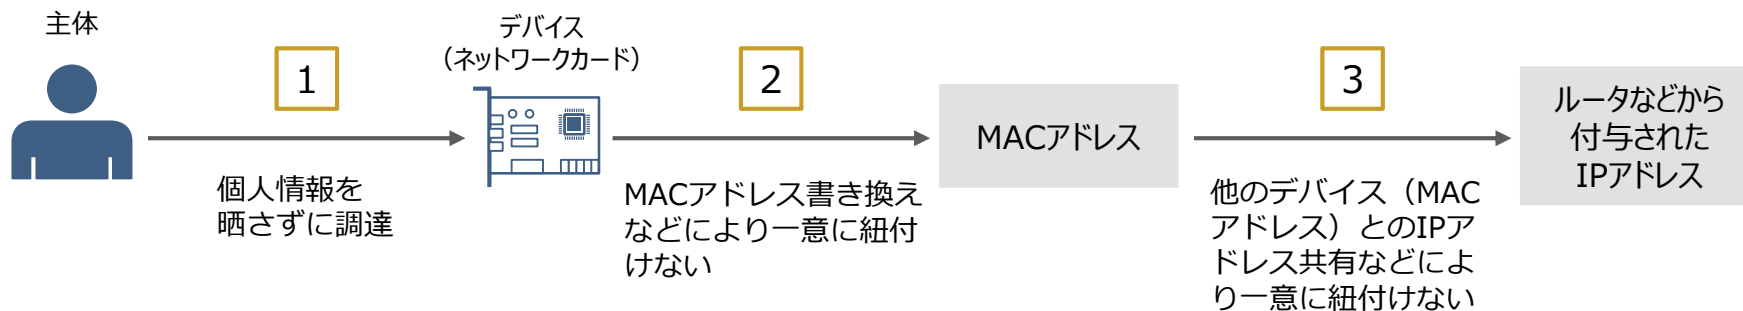 主体
1
個人情報を
晒さずに調達
デバイス
（ネットワークカード）
2
MACアドレス書き換え
などにより一意に紐付
けない
MACアドレス
3
他のデバイス（MAC
アドレス）とのIPア
ドレス共有などによ
り一意に紐付けない
ルータなどから
付与された
IPアドレス